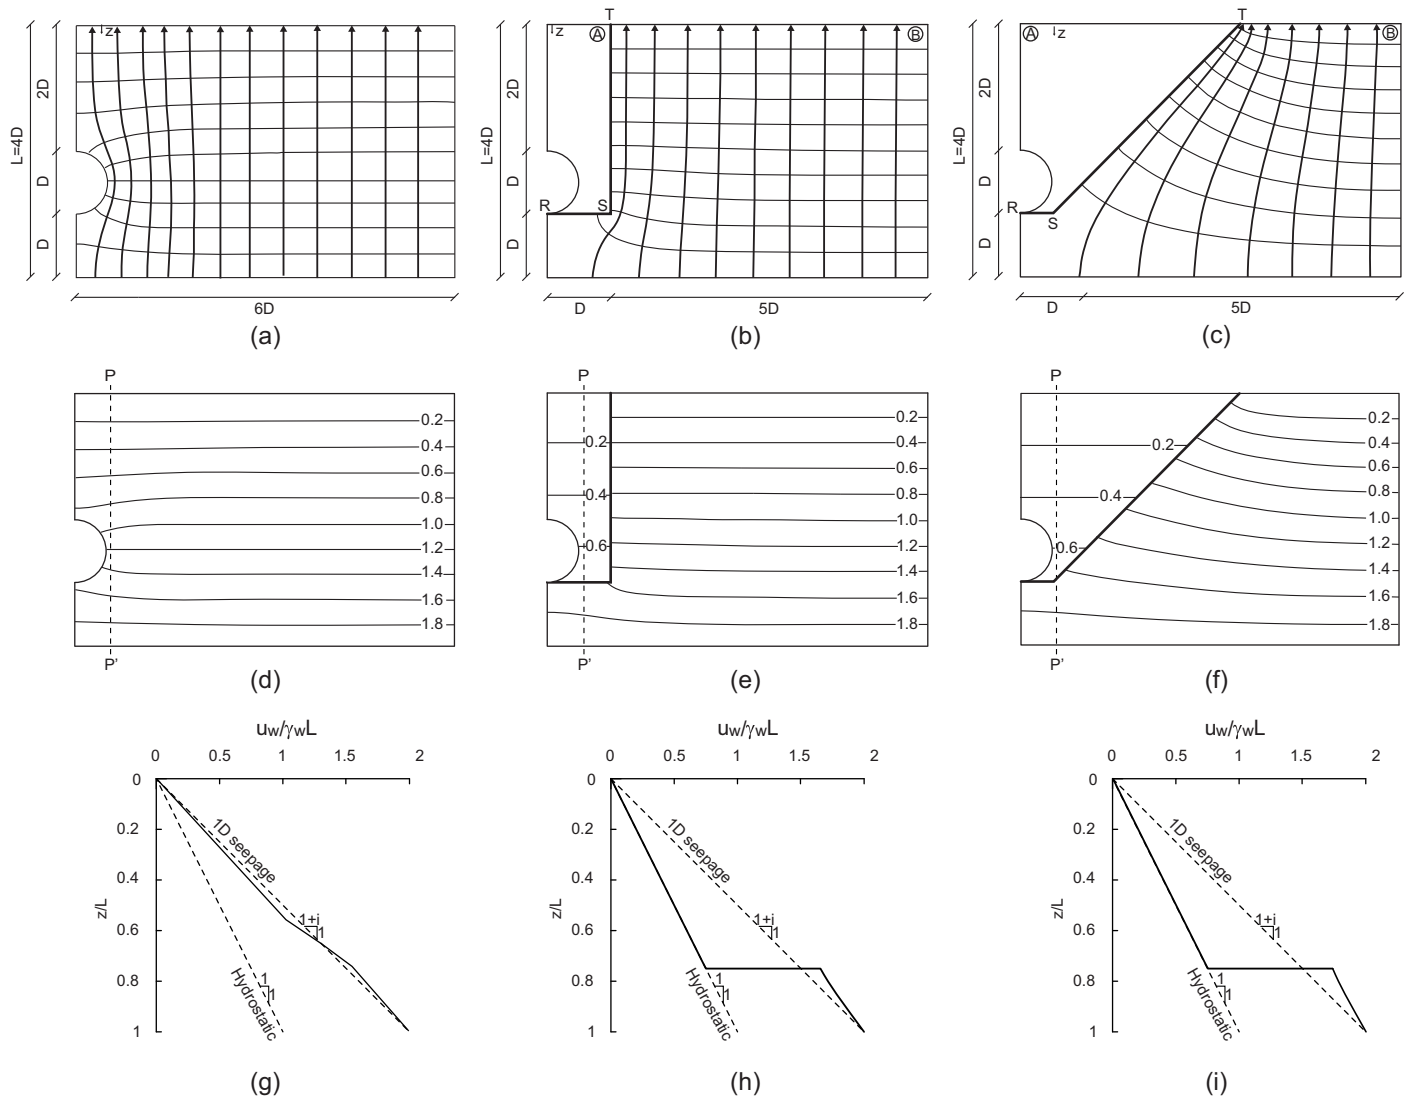 z
2D
L=4D
D
D
6D
(a)
T
z
A
B
2D
L=4D
D
R
S
D
D
5D
(b)
T
A
z
B
2D
L=4D
D
R
S
D
D
5D
(c)
P
0.2
0.4
0.6
0.8
1.0
1.2
1.4
1.6
1.8
P'
(d)
P
0.2
0.2
0.4
0.6
0.4
0.8
1.0
0.6
1.2
1.4
1.6
1.8
P'
(e)
P
0.2
0.2
0.4
0.6
0.4
0.8
1.0
0.6
1.2
1.4
1.6
1.8
P'
(f)
uw/γwL
0 0.5 1 1.5 2
0
0.2
0.4
0.6
0.8
1
z/L
1D seepage
1+i
1
1
1
Hydrostatic
(g)
uw/γwL
0 0.5 1 1.5 2
0
0.2
0.4
0.6
0.8
1
z/L
1D seepage
1+i
1
1
1
Hydrostatic
(h)
uw/γwL
0 0.5 1 1.5 2
0
0.2
0.4
0.6
0.8
1
z/L
1D seepage
1+i
1
1
1
Hydrostatic
(i)